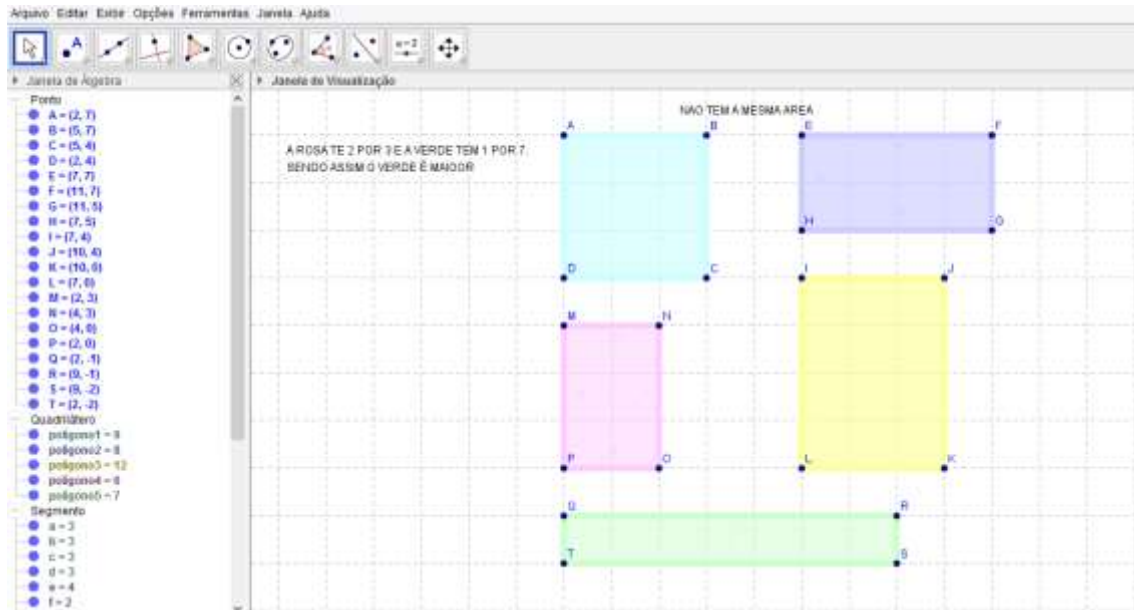 Arquivo Editar Exibir Opções Ferramentas Janela Ajuda
A
a=2
Janela de Álgebra
Janela de Visualização
Ponto
A = (2, 7)
B = (5, 7)
C = (5, 4)
D = (2, 4)
E = (7, 7)
F = (11, 7)
G = (11, 5)
H = (7, 5)
I = (7, 4)
J = (10, 4)
K = (10, 0)
L = (7, 0)
M = (2, 3)
N = (4, 3)
O = (4, 0)
P = (2, 0)
Q = (2, -1)
R = (9, -1)
S = (9, -2)
T = (2, -2)
Quadrilátero
polígono1 = 9
polígono2 = 8
polígono3 = 12
polígono4 = 6
polígono5 = 7
Segmento
a = 3
b = 3
c = 3
d = 3
e = 4
f = 2
NAO TEM A MESMA AREA
A ROSA TE 2 POR 3 E A VERDE TEM 1 POR 7.
SENDO ASSIM O VERDE É MAIOOR
A
B
E
F
H
G
D
C
I
J
M
N
P
O
L
K
Q
R
T
S